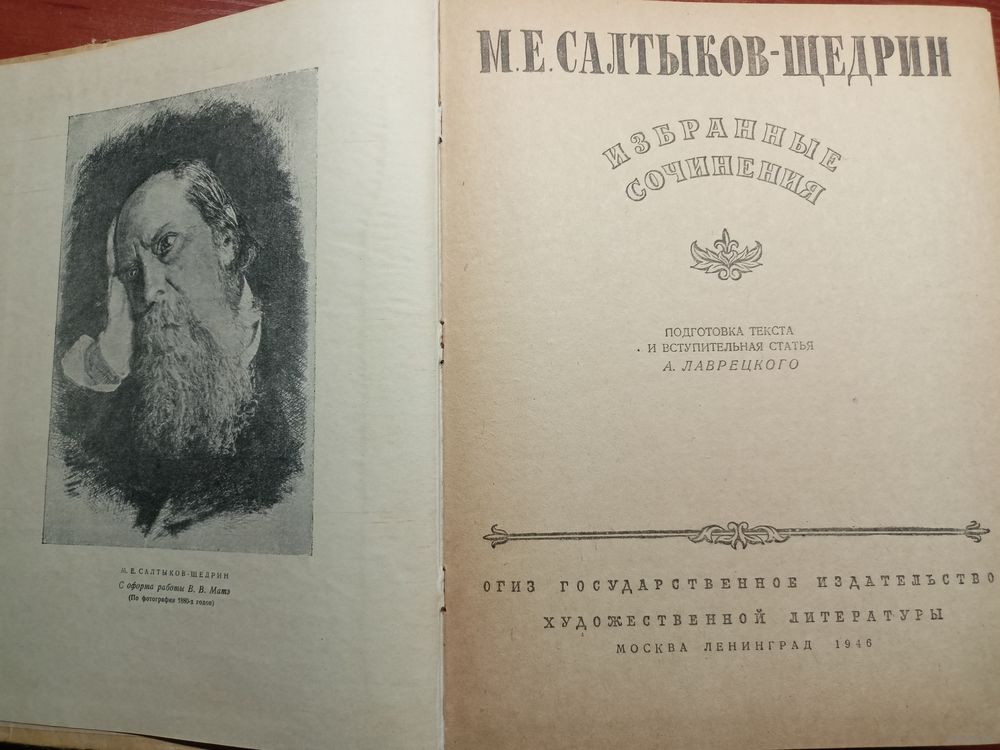 М. Е. САЛТЫКОВ-ЩЕДРИН
С офорта работы В. В. Матэ
(По фотографии 1880-х годов)
М. Е. САЛТЫКОВ-ЩЕДРИН
ИЗБРАННЫЕ
СОЧИНЕНИЯ
ПОДГОТОВКА ТЕКСТА
И ВСТУПИТЕЛЬНАЯ СТАТЬЯ
А. ЛАВРЕЦКОГО
ОГИЗ ГОСУДАРСТВЕННОЕ ИЗДАТЕЛЬСТВО
ХУДОЖЕСТВЕННОЙ ЛИТЕРАТУРЫ
МОСКВА ЛЕНИНГРАД 1946